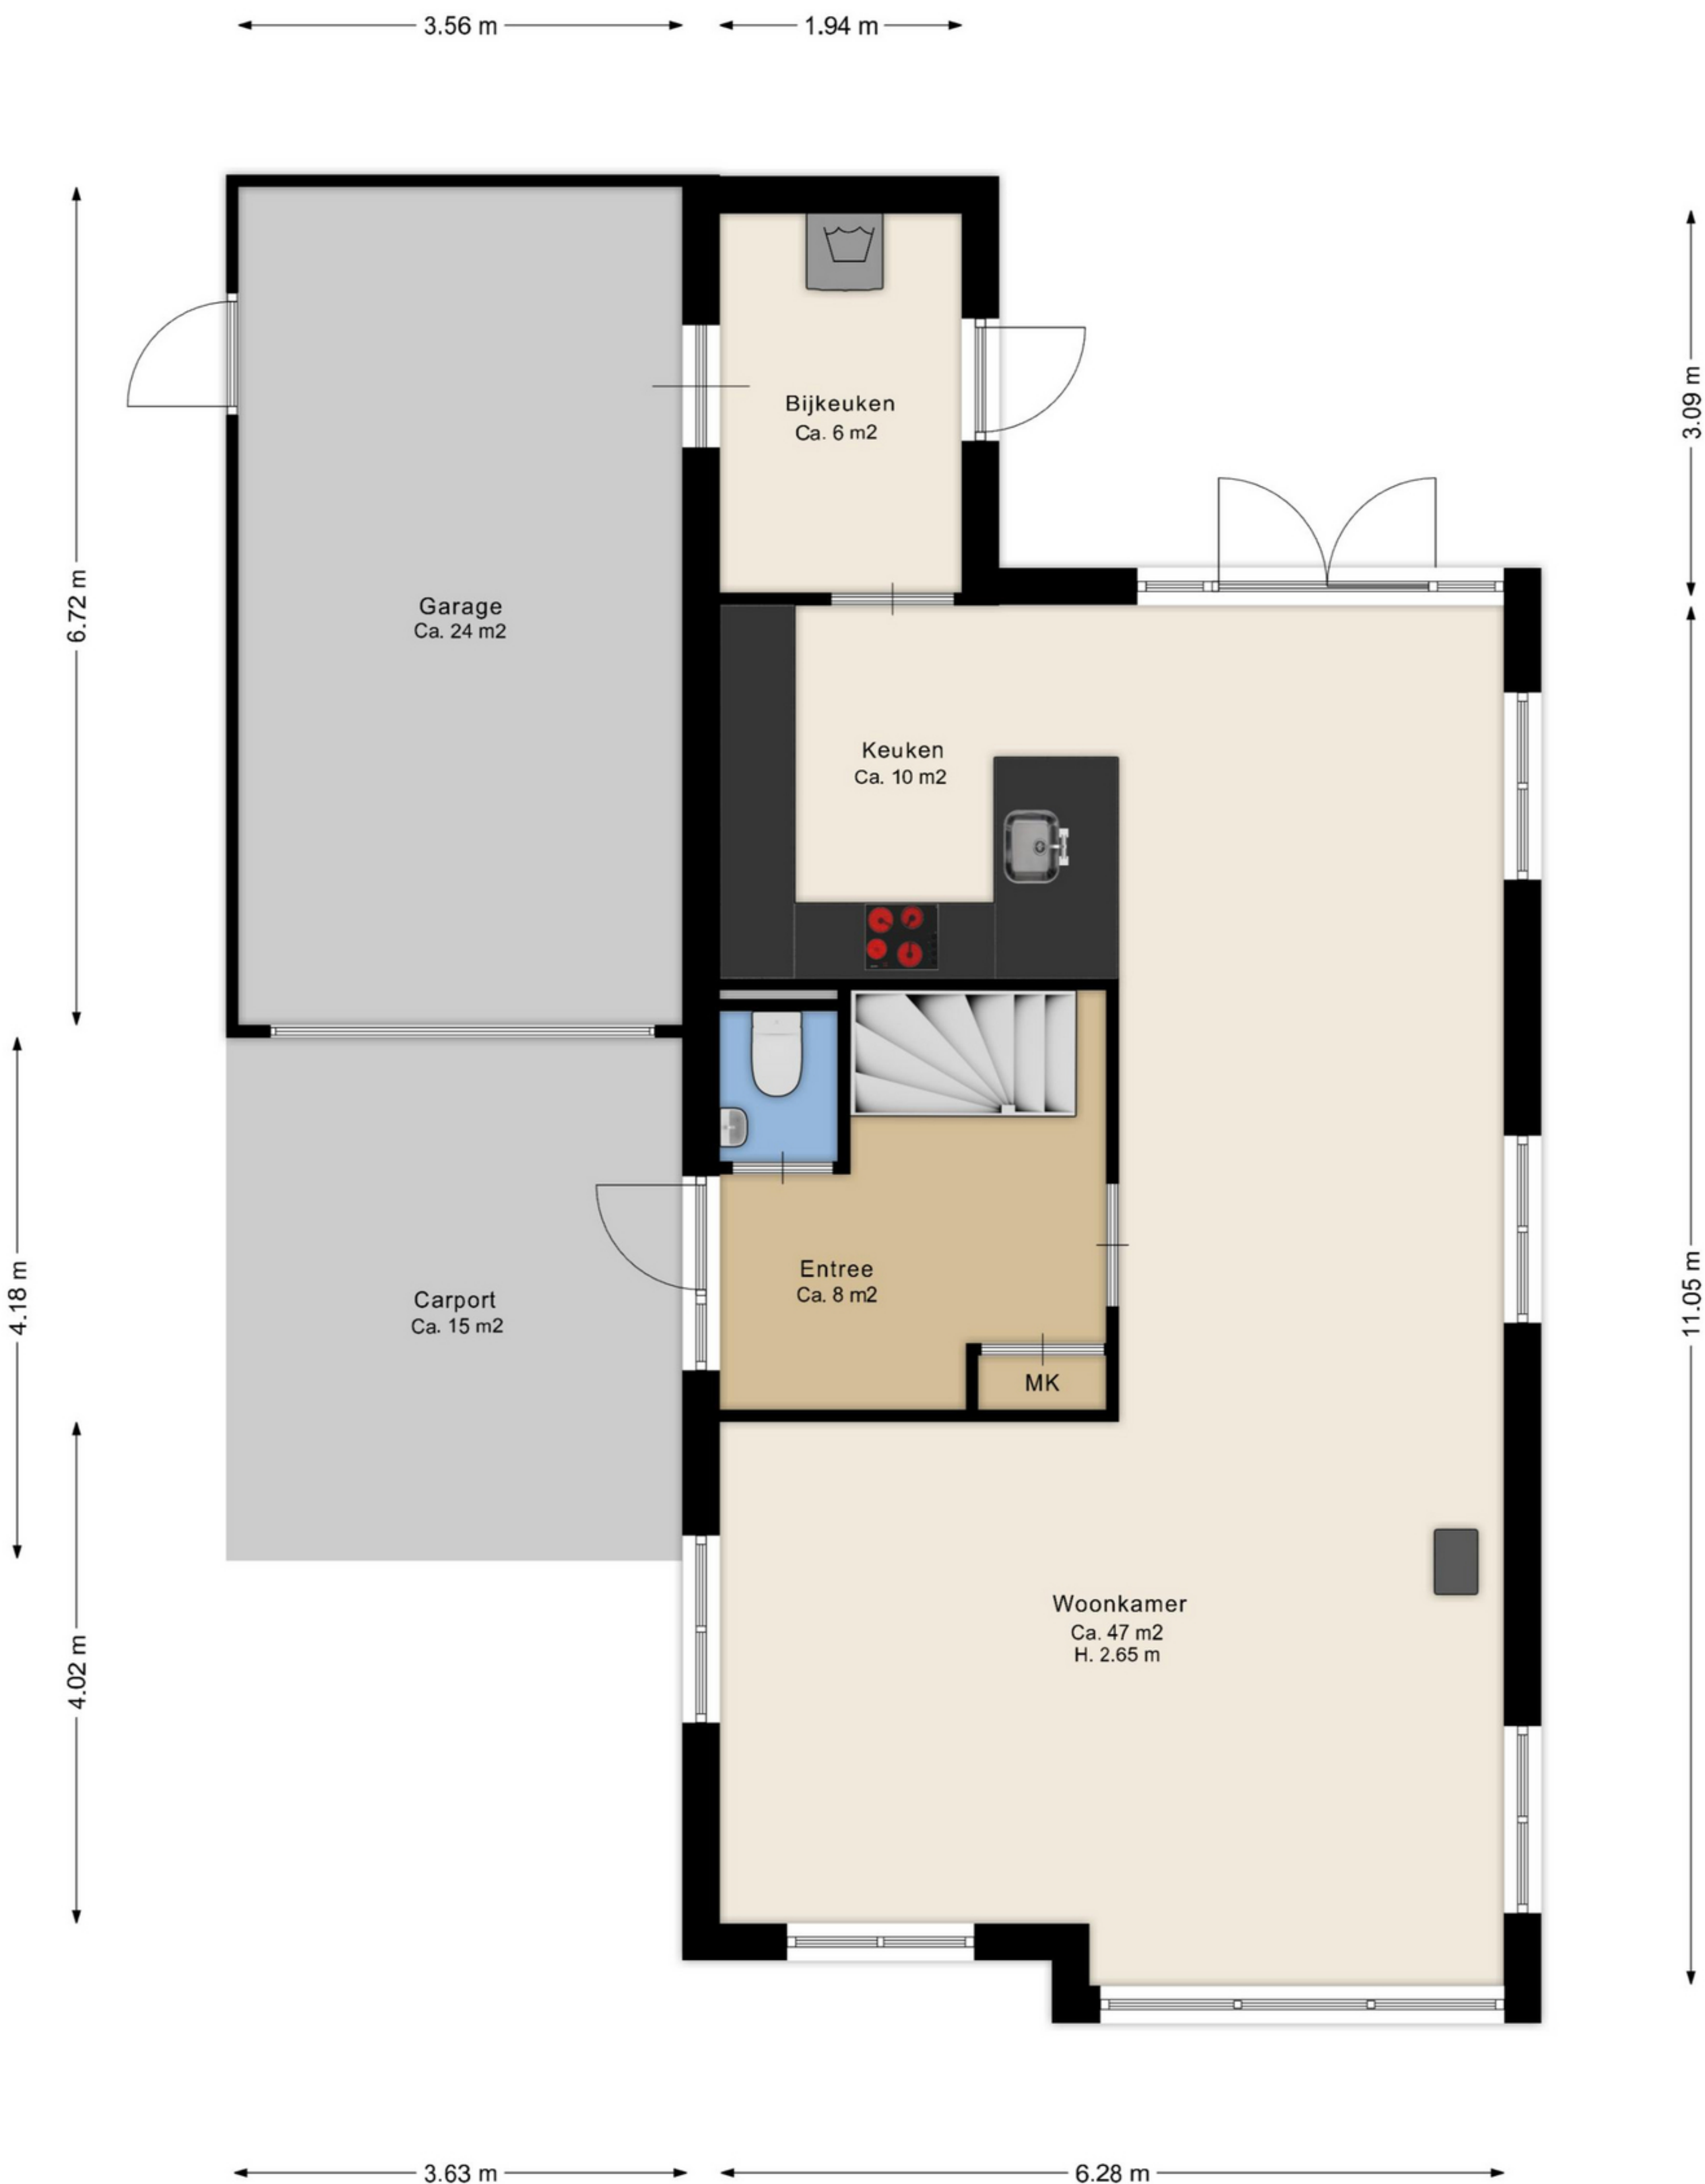 3.56 m
1.94 m
3.09 m
Bijkeuken
Ca. 6 m2
6.72 m
Garage
Ca. 24 m2
Keuken
Ca. 10 m2
Entree
Ca. 8 m2
4.18 m
Carport
Ca. 15 m2
11.05 m
MK
Woonkamer
Ca. 47 m2
H. 2.65 m
4.02 m
3.63 m
6.28 m